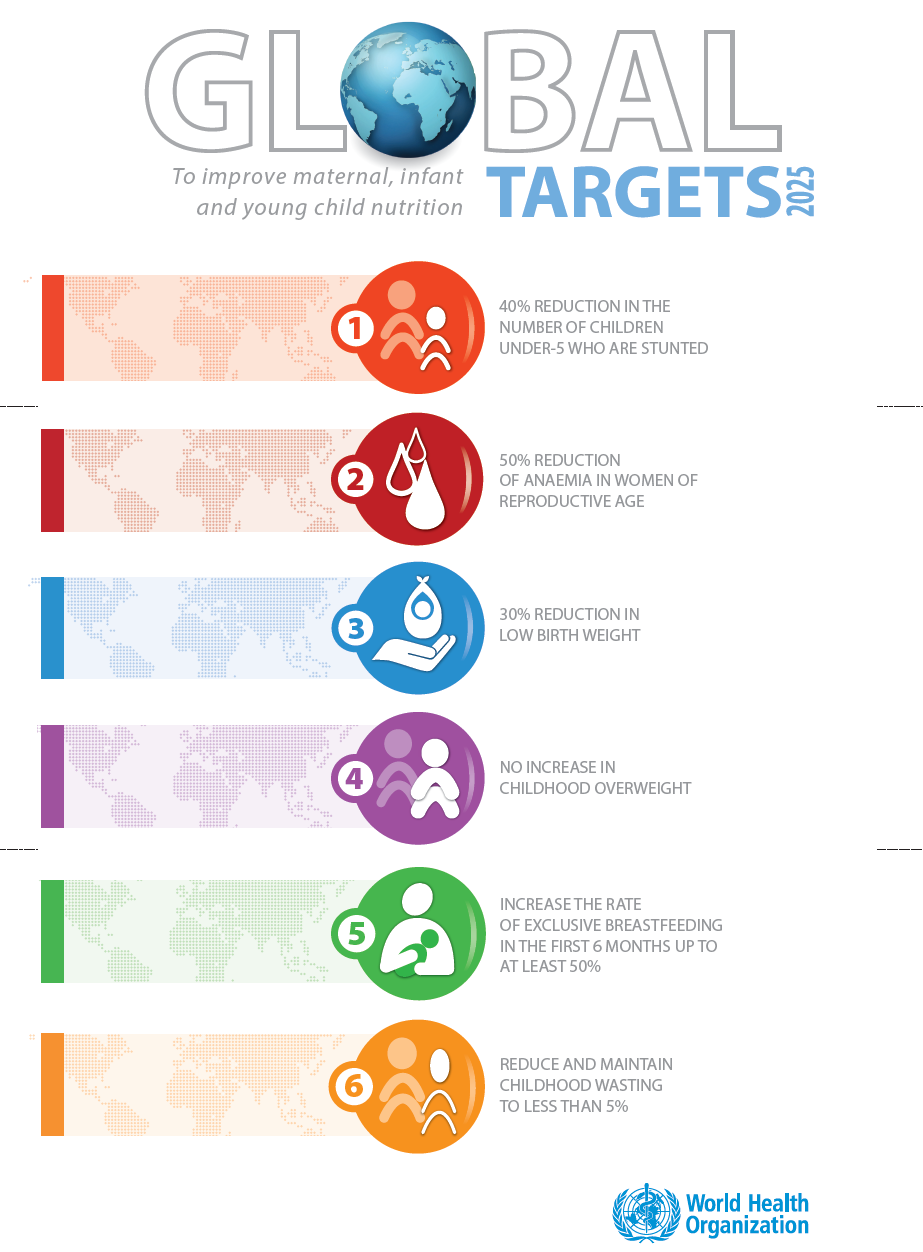 GLOBAL
To improve maternal, infant
and young child nutrition
TARGETS 2025
1
40% REDUCTION IN THE
NUMBER OF CHILDREN
UNDER-5 WHO ARE STUNTED
2
50% REDUCTION
OF ANAEMIA IN WOMEN OF
REPRODUCTIVE AGE
3
30% REDUCTION IN
LOW BIRTH WEIGHT
4
NO INCREASE IN
CHILDHOOD OVERWEIGHT
5
INCREASE THE RATE
OF EXCLUSIVE BREASTFEEDING
IN THE FIRST 6 MONTHS UP TO
AT LEAST 50%
6
REDUCE AND MAINTAIN
CHILDHOOD WASTING
TO LESS THAN 5%
World Health
Organization